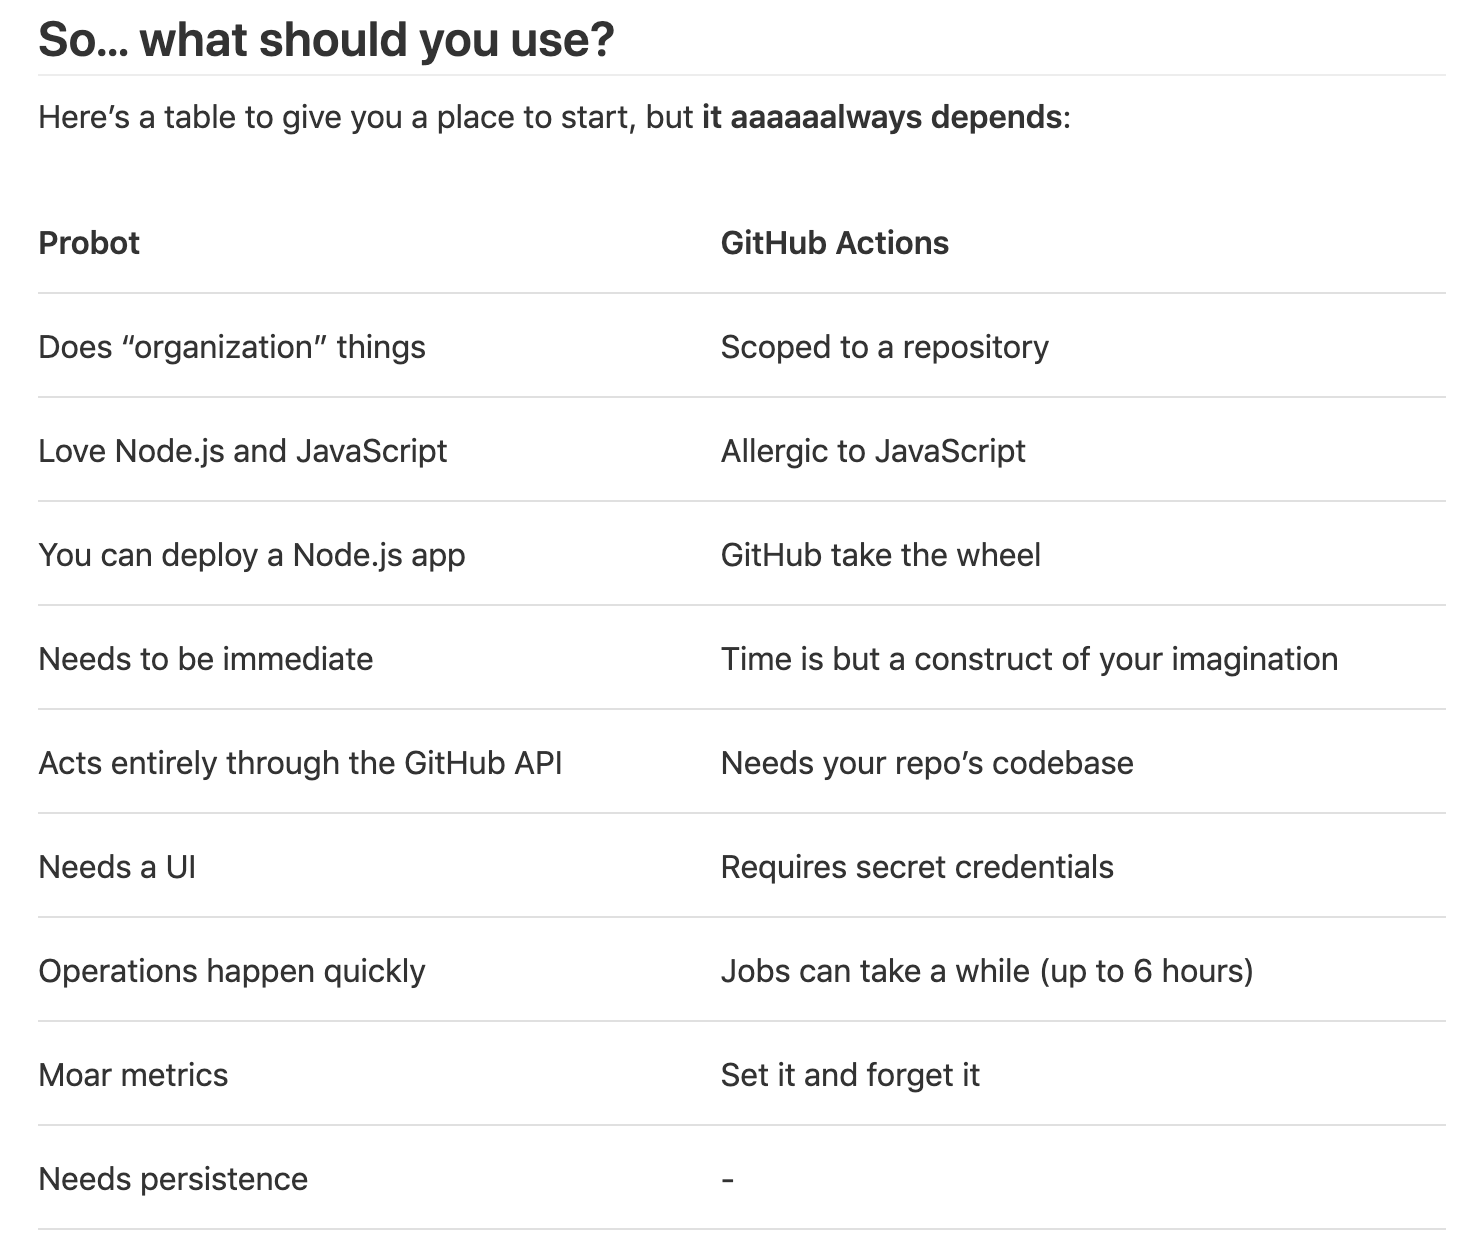 So... what should you use?
Here’s a table to give you a place to start, but it aaaaaalways depends:
Probot GitHub Actions
Does “organization” things Scoped to a repository
Love Node.js and JavaScript Allergic to JavaScript
You can deploy a Node.js app GitHub take the wheel
Needs to be immediate Time is but a construct of your imagination
Acts entirely through the GitHub API Needs your repo’s codebase
Needs a UI Requires secret credentials
Operations happen quickly Jobs can take a while (up to 6 hours)
Moar metrics Set it and forget it
Needs persistence -